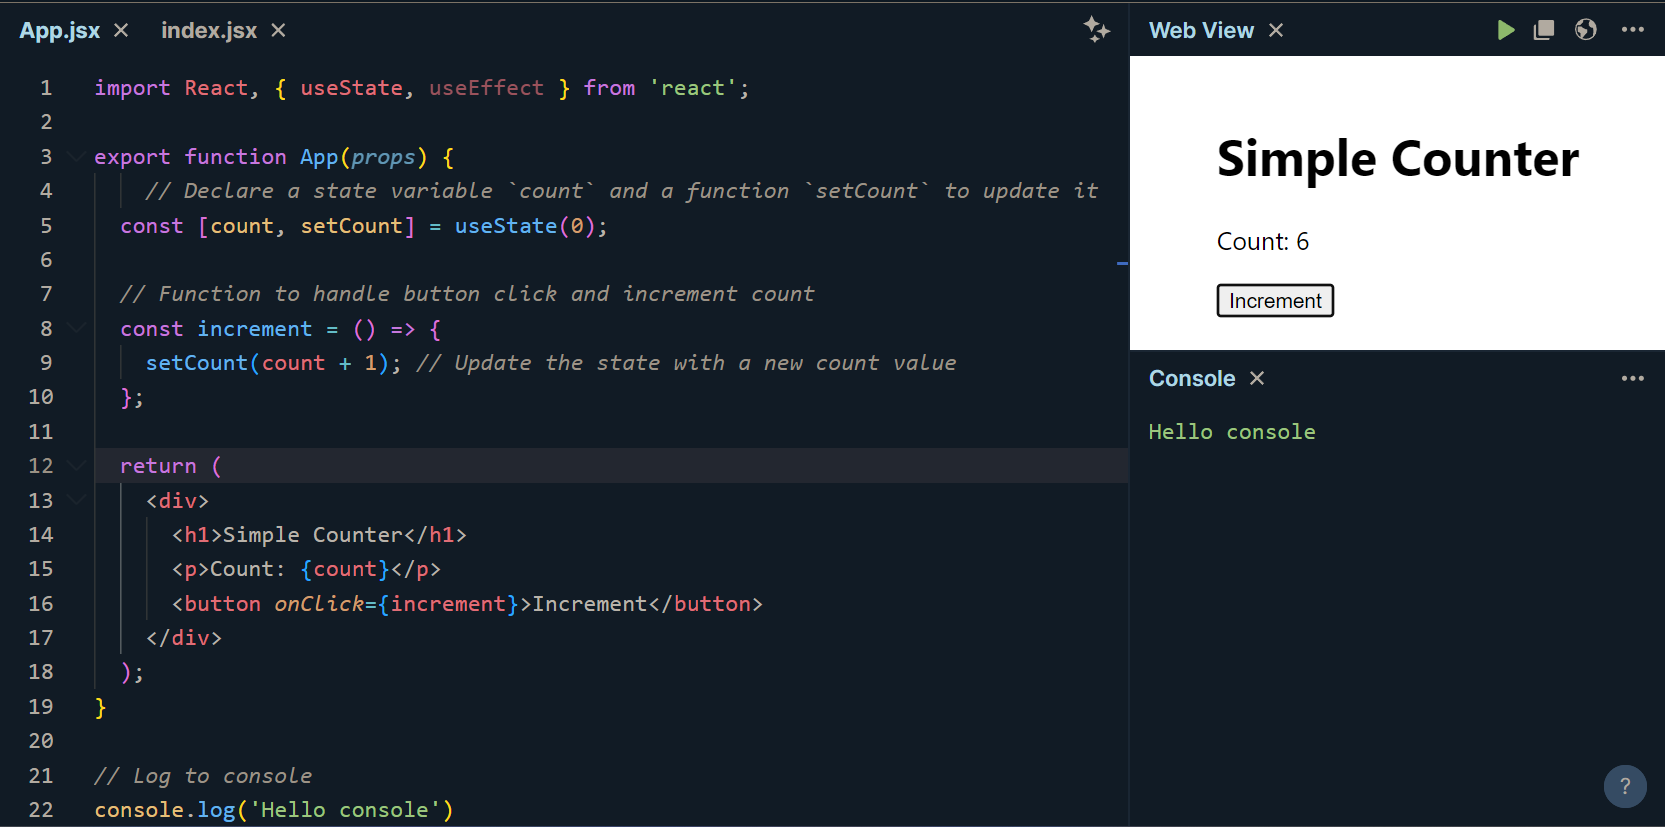 App.jsx × index.jsx ×
1 import React, { useState, useEffect } from 'react';
2
3 export function App(props) {
4 // Declare a state variable `count` and a function `setCount` to update it
5 const [count, setCount] = useState(0);
6
7 // Function to handle button click and increment count
8 const increment = () => {
9 setCount(count + 1); // Update the state with a new count value
10 };
11
12 return (
13 <div>
14 <h1>Simple Counter</h1>
15 <p>Count: {count}</p>
16 <button onClick={increment}>Increment</button>
17 </div>
18 );
19 }
20
21 // Log to console
22 console.log('Hello console')
Web View ×
Simple Counter
Count: 6
Increment
Console ×
Hello console
?